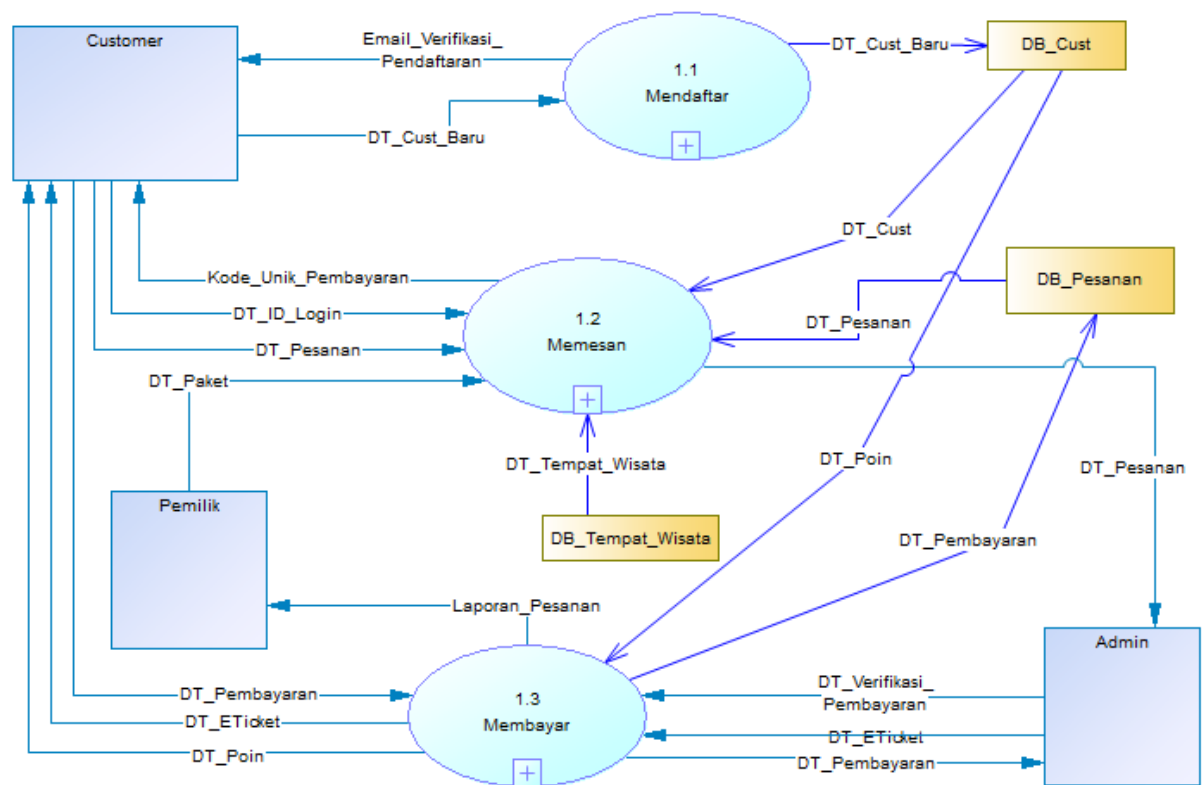 Customer
Email_Verifikasi_
Pendaftaran
1.1
Mendaftar
DT_Cust_Baru
DB_Cust
DT_Cust_Baru
DT_Cust
Kode_Unik_Pembayaran
DT_ID_Login
DT_Pesanan
DT_Paket
1.2
Memesan
DT_Pesanan
DB_Pesanan
DT_Tempat_Wisata
DT_Poin
DT_Pesanan
Pemilik
DB_Tempat_Wisata
DT_Pembayaran
Laporan_Pesanan
Admin
DT_Pembayaran
DT_ETicket
DT_Poin
1.3
Membayar
DT_Verifikasi_
Pembayaran
DT_ETicket
DT_Pembayaran